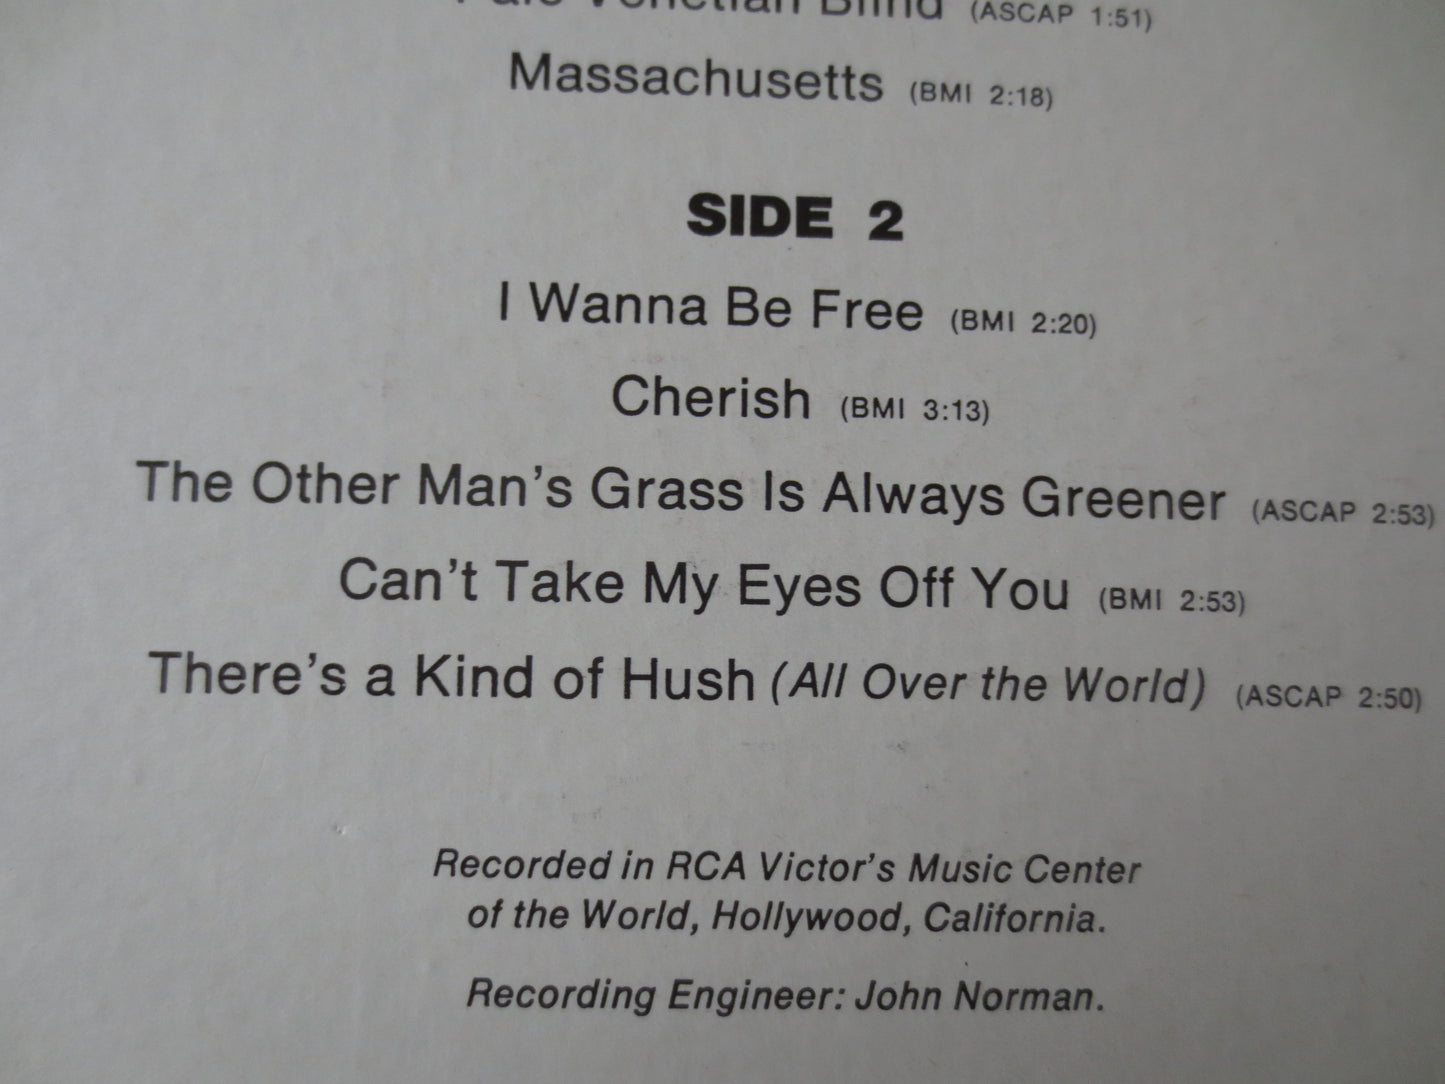 Pale Venetian Blind (ASCAP 1:51)
Massachusetts (BMI 2:18)
SIDE 2
I Wanna Be Free (BMI 2:20)
Cherish (BMI 3:13)
The Other Man's Grass Is Always Greener (ASCAP 2:53)
Can't Take My Eyes Off You (BMI 2:53)
There's a Kind of Hush (All Over the World) (ASCAP 2:50)
Recorded in RCA Victor's Music Center
of the World, Hollywood, California.
Recording Engineer: John Norman.